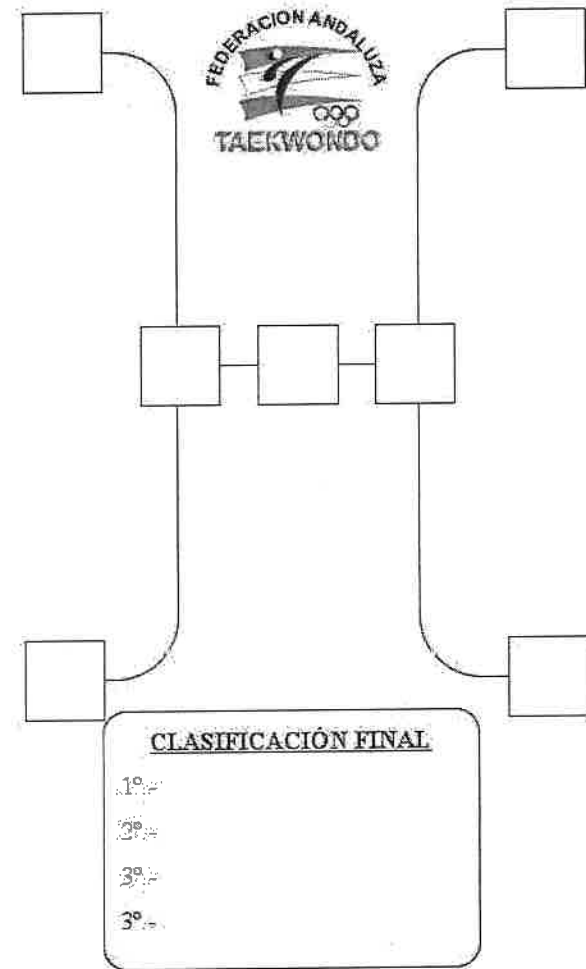 FEDERACION ANDALUZA
TAEKWONDO
CLASIFICACIÓN FINAL
1º.-
2º.-
3º.-
3º.-